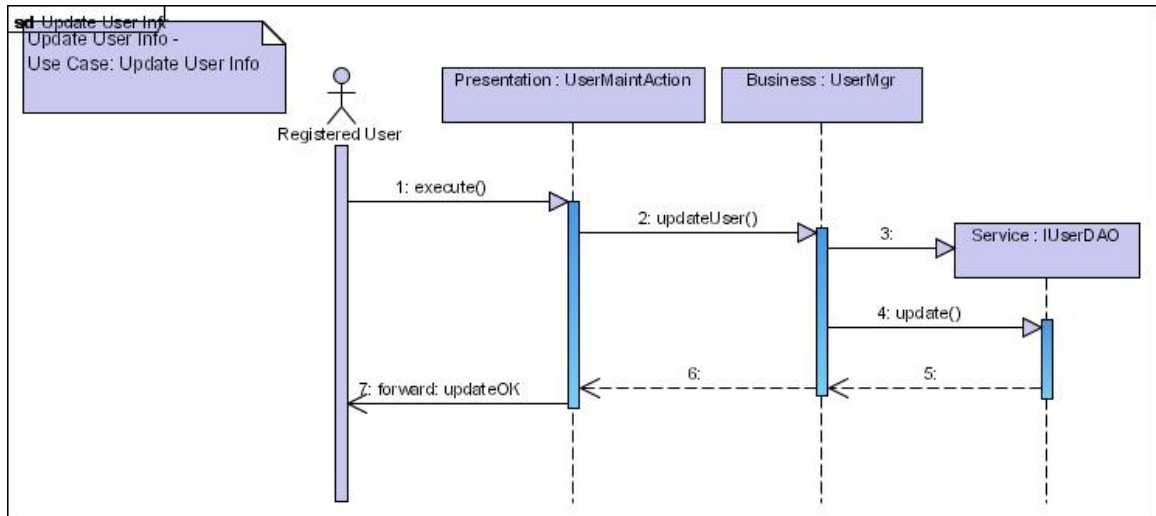 sd Update User Inf
Update User Info -
Use Case: Update User Info
Presentation : UserMaintAction
Business : UserMgr
Registered User
1: execute()
2: updateUser()
3:
Service : IUserDAO
4: update()
5:
6:
7: forward: updateOK